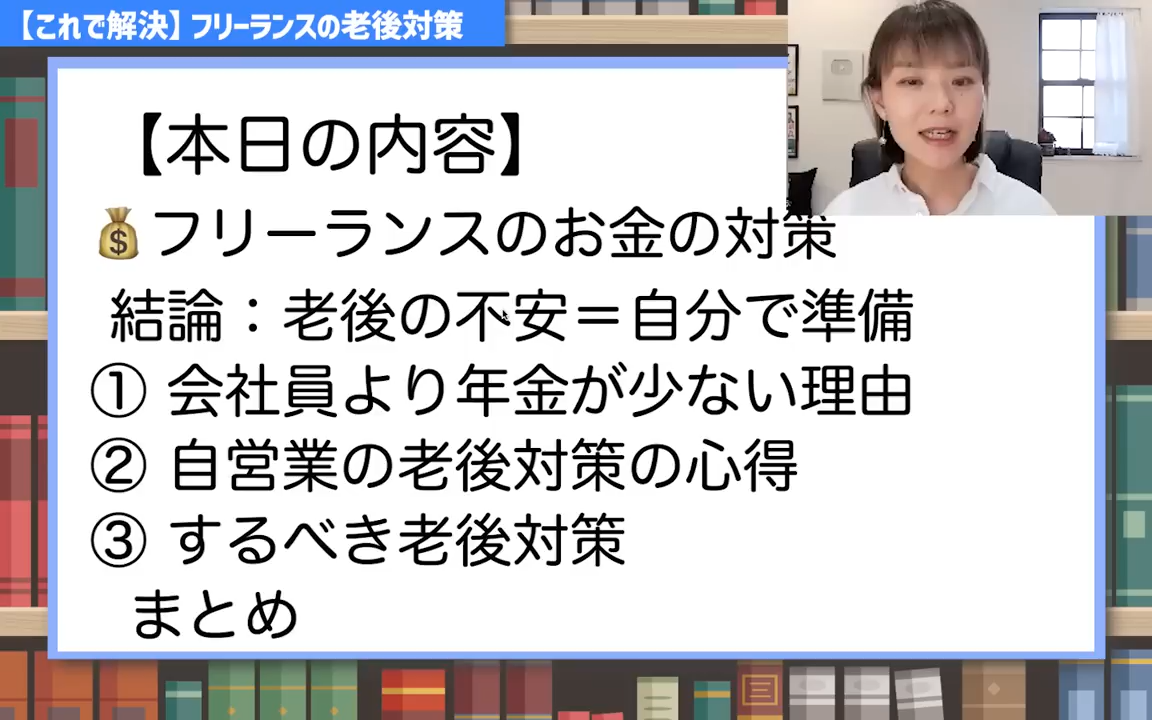 【これで解決】フリーランスの老後対策
【本日の内容】
💰フリーランスのお金の対策
結論：老後の不安＝自分で準備
① 会社員より年金が少ない理由
② 自営業の老後対策の心得
③ するべき老後対策
まとめ